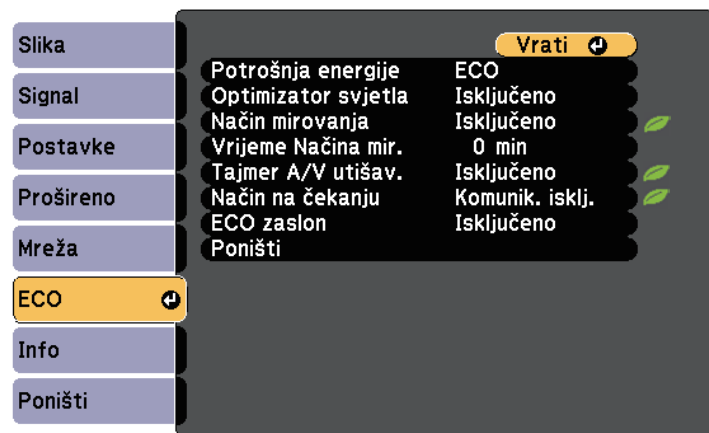 Slika
Signal
Postavke
Prošireno
Mreža
ECO
Info
Poništi
Vrati
Potrošnja energije ECO
Optimizator svjetla Isključeno
Način mirovanja Isključeno
Vrijeme Načina mir. 0 min
Tajmer A/V utišav. Isključeno
Način na čekanju Komunik. isklj.
ECO zaslon Isključeno
Poništi